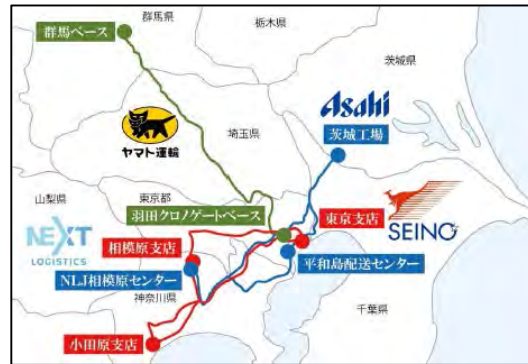 群馬県
栃木県
群馬ベース
茨城県
Asahi
茨城工場
ヤマト運輸
埼玉県
山梨県
東京都
羽田クロノゲートベース
東京支店
NEXT
LOGISTICS
SEINO
相模原支店
平和島配送センター
NLJ相模原センター
神奈川県
千葉県
小田原支店